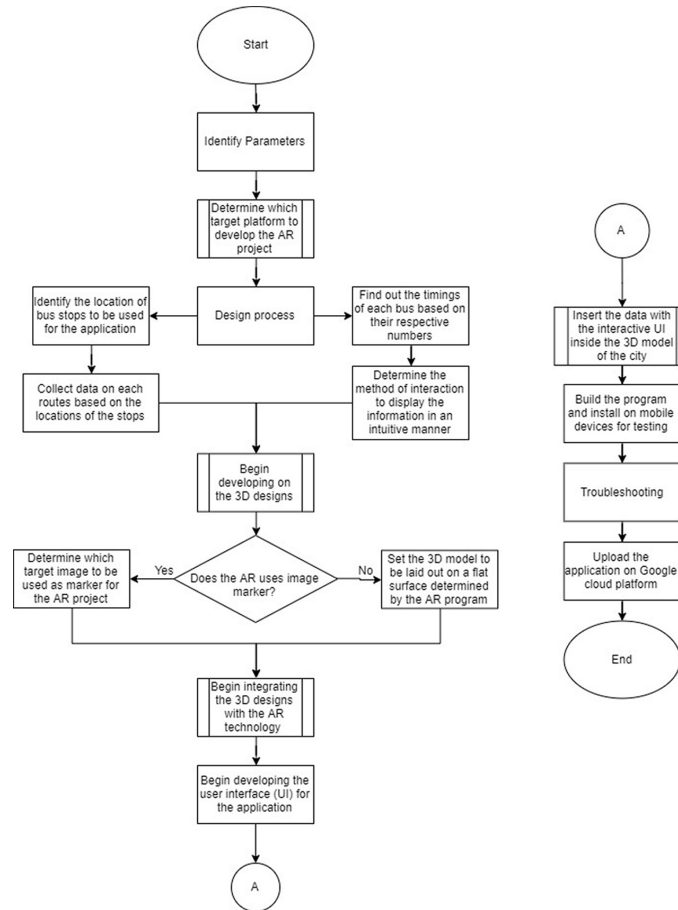 Start
Identify Parameters
Determine which
target platform to
develop the AR
project
Identify the location of
bus stops to be used
for the application
Design process
Find out the timings
of each bus based on
their respective
numbers
Collect data on each
routes based on the
locations of the stops
Determine the
method of interaction
to display the
information in an
intuitive manner
Begin
developing on
the 3D designs
Determine which
target image to be
used as marker for
the AR project
Yes
Does the AR uses image
marker?
No
Set the 3D model to
be laid out on a flat
surface determined
by the AR program
Begin integrating
the 3D designs
with the AR
technology
Begin developing the
user interface (UI) for
the application
A
A
Insert the data with
the interactive UI
inside the 3D model
of the city
Build the program
and install on mobile
devices for testing
Troubleshooting
Upload the
application on Google
cloud platform
End